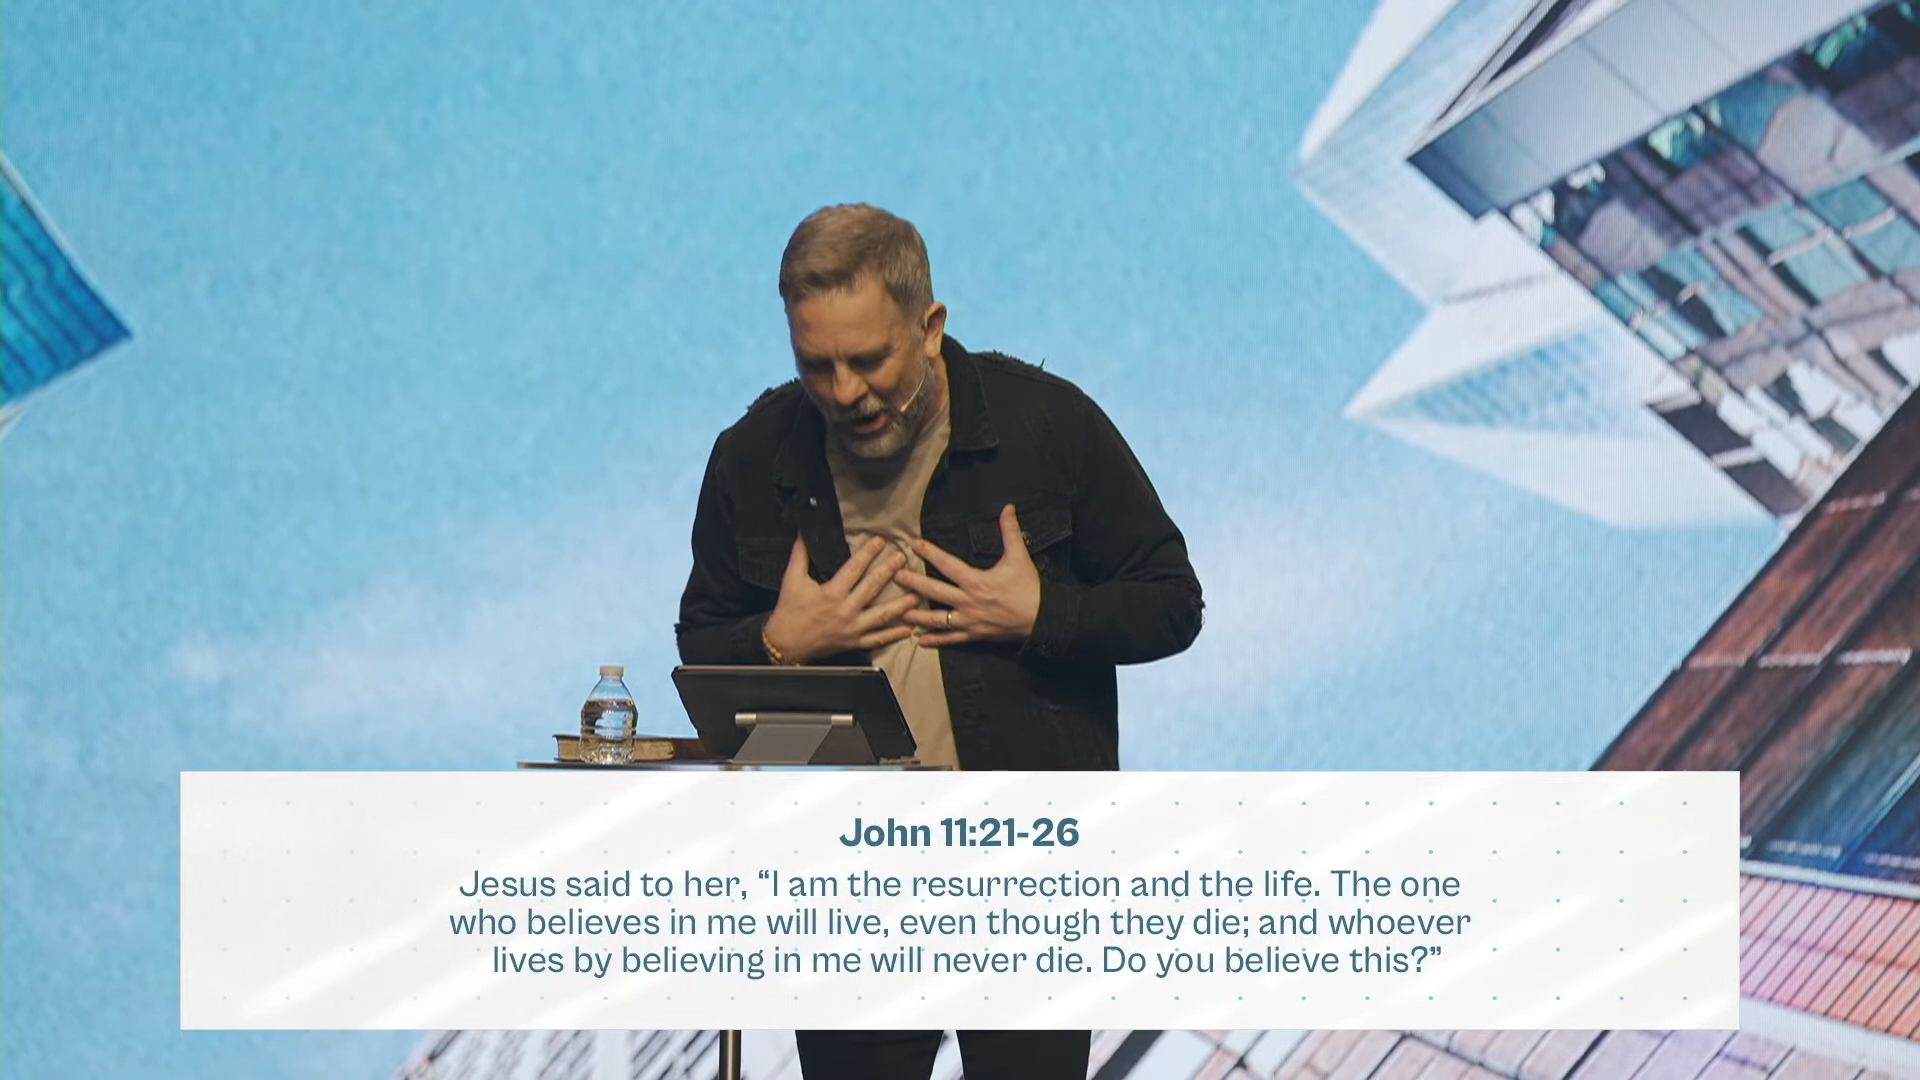 John 11:21-26
Jesus said to her, “I am the resurrection and the life. The one
who believes in me will live, even though they die; and whoever
lives by believing in me will never die. Do you believe this?”